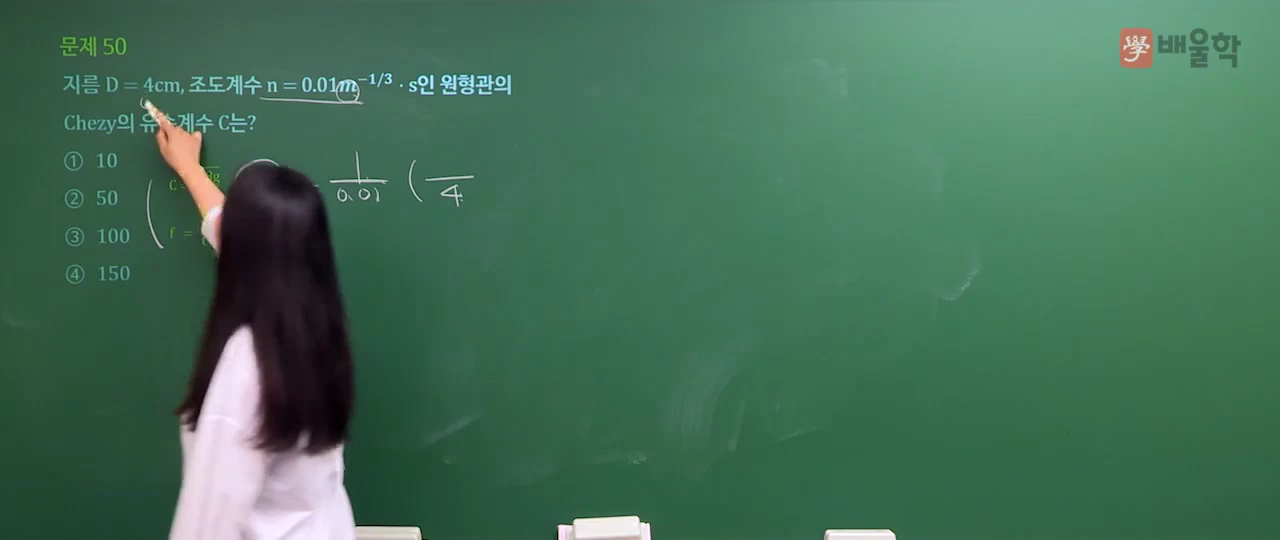 문제 50
學 배울학
지름 D = 4cm, 조도계수 n = 0.01m⁻¹/³ · s인 원형관의
Chezy의 유속계수 C는?
① 10
② 50
③ 100
④ 150
C =
8g
f =
1
0.01
(
4